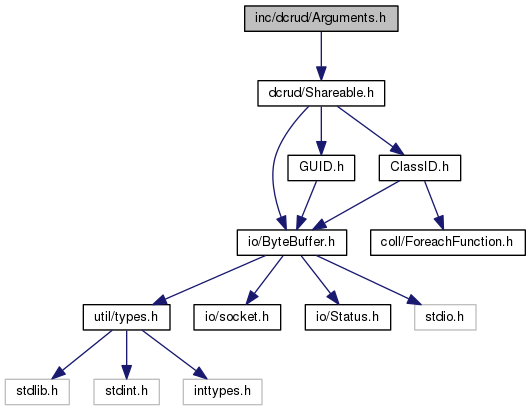 inc/dcrud/Arguments.h
dcrud/Shareable.h
GUID.h
ClassID.h
io/ByteBuffer.h
coll/ForeachFunction.h
util/types.h
io/socket.h
io/Status.h
stdio.h
stdlib.h
stdint.h
inttypes.h